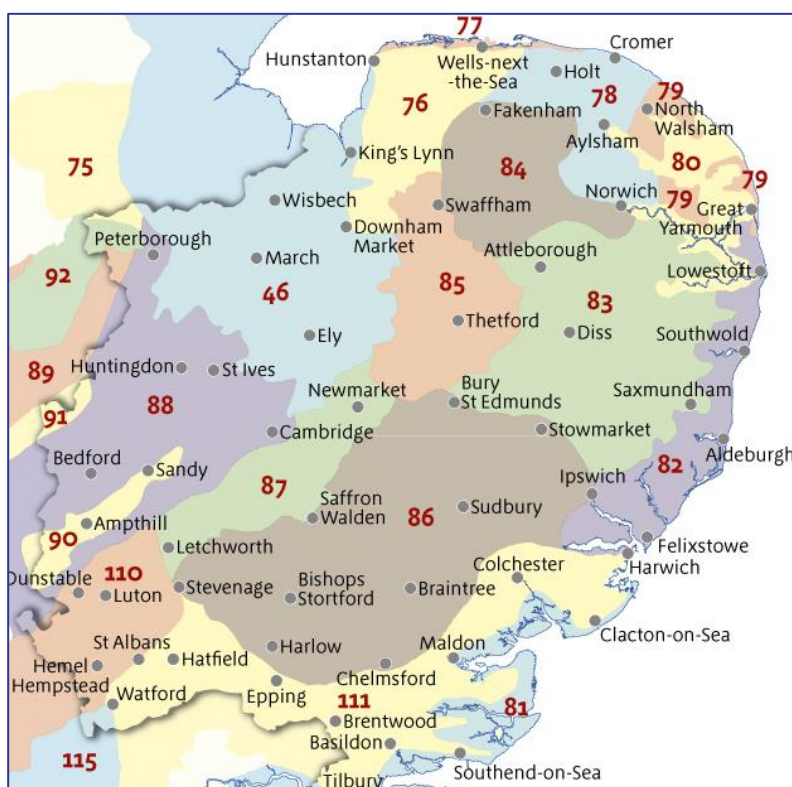 77
Cromer
Hunstanton
Wells-next
-the-Sea
Holt
76
78
79
Fakenham
North
Walsham
Aylsham
75
King's Lynn
84
80
Wisbech
Swaffham
Norwich
79
79
Great
Yarmouth
Downham
Market
Peterborough
March
Attleborough
Lowestoft
92
46
85
83
Ely
Thetford
Diss
Southwold
89
Huntingdon
St Ives
88
Newmarket
Bury
St Edmunds
Saxmundham
91
Cambridge
Stowmarket
Aldeburgh
Bedford
Sandy
87
82
Ipswich
Saffron
Walden
86
Sudbury
Ampthill
90
Letchworth
Felixstowe
Harwich
Dunstable
110
Luton
Stevenage
Bishops
Stortford
Braintree
Colchester
Clacton-on-Sea
St Albans
Hatfield
Harlow
Maldon
Hemel
Hempstead
Chelmsford
Watford
Epping
111
81
Brentwood
Basildon
115
Tilbury
Southend-on-Sea